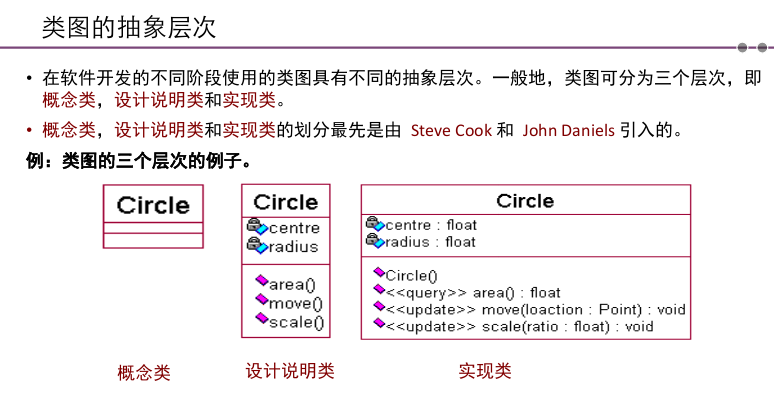 类图的抽象层次
• 在软件开发的不同阶段使用的类图具有不同的抽象层次。一般地，类图可分为三个层次，即
概念类，设计说明类和实现类。
• 概念类，设计说明类和实现类的划分最先是由 Steve Cook 和 John Daniels 引入的。
例：类图的三个层次的例子。
Circle
Circle
centre
radius
area()
move()
scale()
Circle
centre : float
radius : float
Circle()
<<query>> area() : float
<<update>> move(loaction : Point) : void
<<update>> scale(ratio : float) : void
概念类
设计说明类
实现类